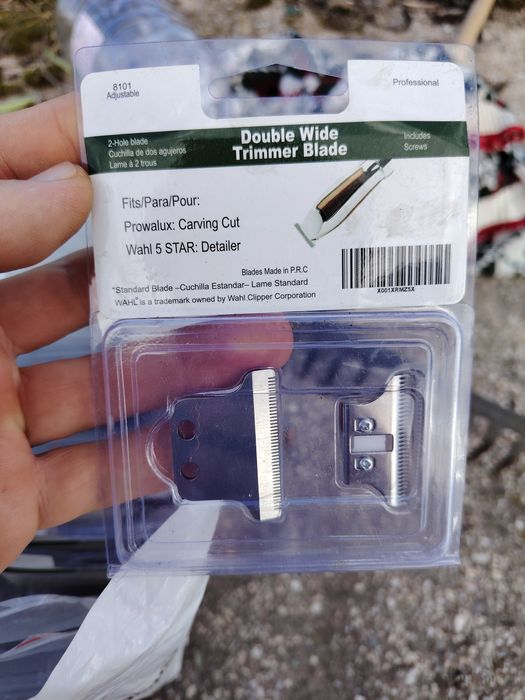 8101
Adjustable
Professional
2-Hole blade
Cuchilla de dos agujeros
Lame à 2 trous
Double Wide
Trimmer Blade
Includes
Screws
Fits/Para/Pour:
Prowalux: Carving Cut
Wahl 5 STAR: Detailer
Blades Made in P.R.C
*Standard Blade –Cuchilla Estandar– Lame Standard
WAHL® is a trademark owned by Wahl Clipper Corporation
X001XRMZ5X